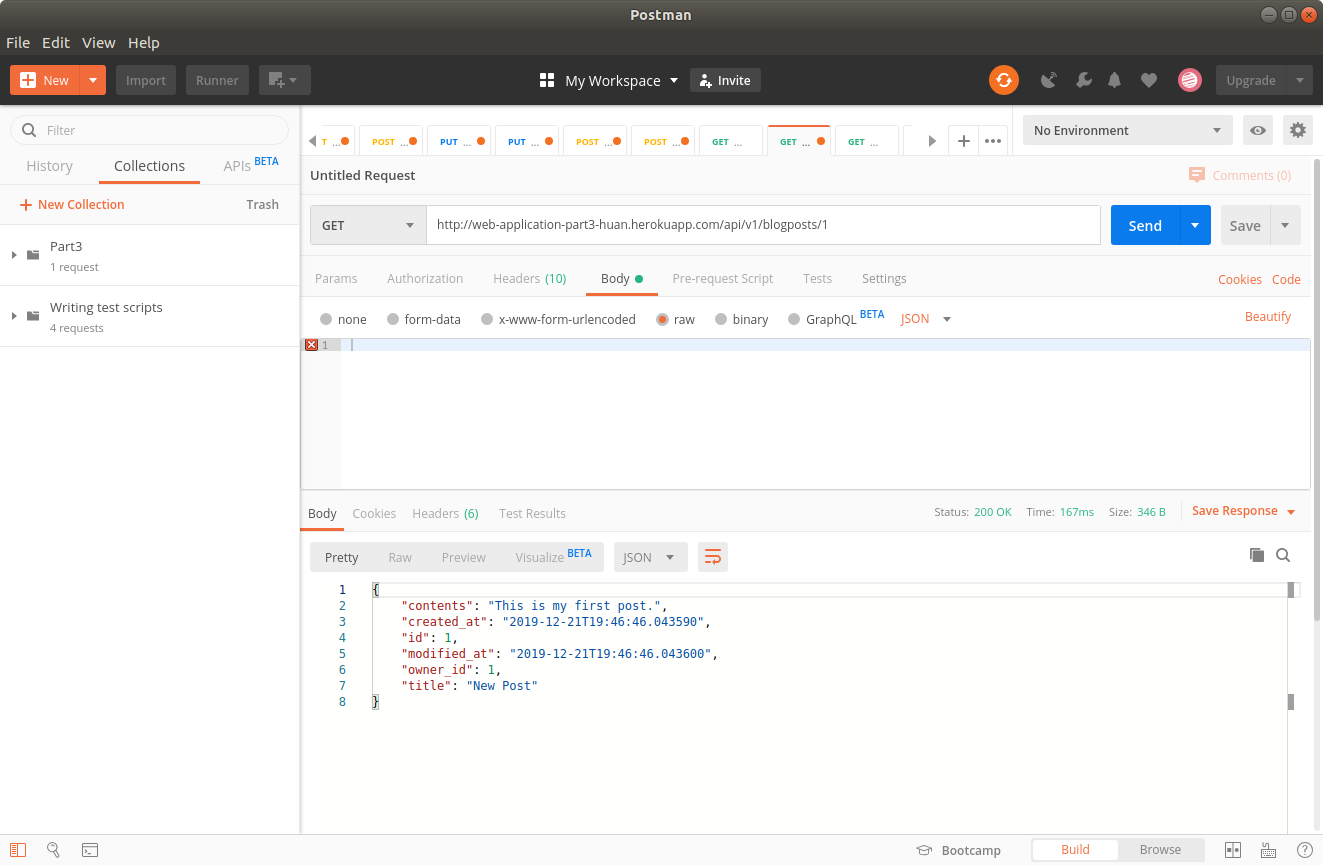 Postman
File Edit View Help
New Import Runner My Workspace Invite Upgrade
Filter
History Collections APIs BETA
New Collection Trash
Part3
1 request
Writing test scripts
4 requests
T ... POST ... PUT ... PUT ... POST ... POST ... GET ... GET ... GET ... No Environment
Untitled Request Comments (0)
GET http://web-application-part3-huan.herokuapp.com/api/v1/blogposts/1 Send Save
Params Authorization Headers (10) Body Pre-request Script Tests Settings Cookies Code
none form-data x-www-form-urlencoded raw binary GraphQL BETA JSON Beautify
1
Body Cookies Headers (6) Test Results Status: 200 OK Time: 167ms Size: 346 B Save Response
Pretty Raw Preview Visualize BETA JSON
1 {
2 "contents": "This is my first post.",
3 "created_at": "2019-12-21T19:46:46.043590",
4 "id": 1,
5 "modified_at": "2019-12-21T19:46:46.043600",
6 "owner_id": 1,
7 "title": "New Post"
8 }
Bootcamp Build Browse